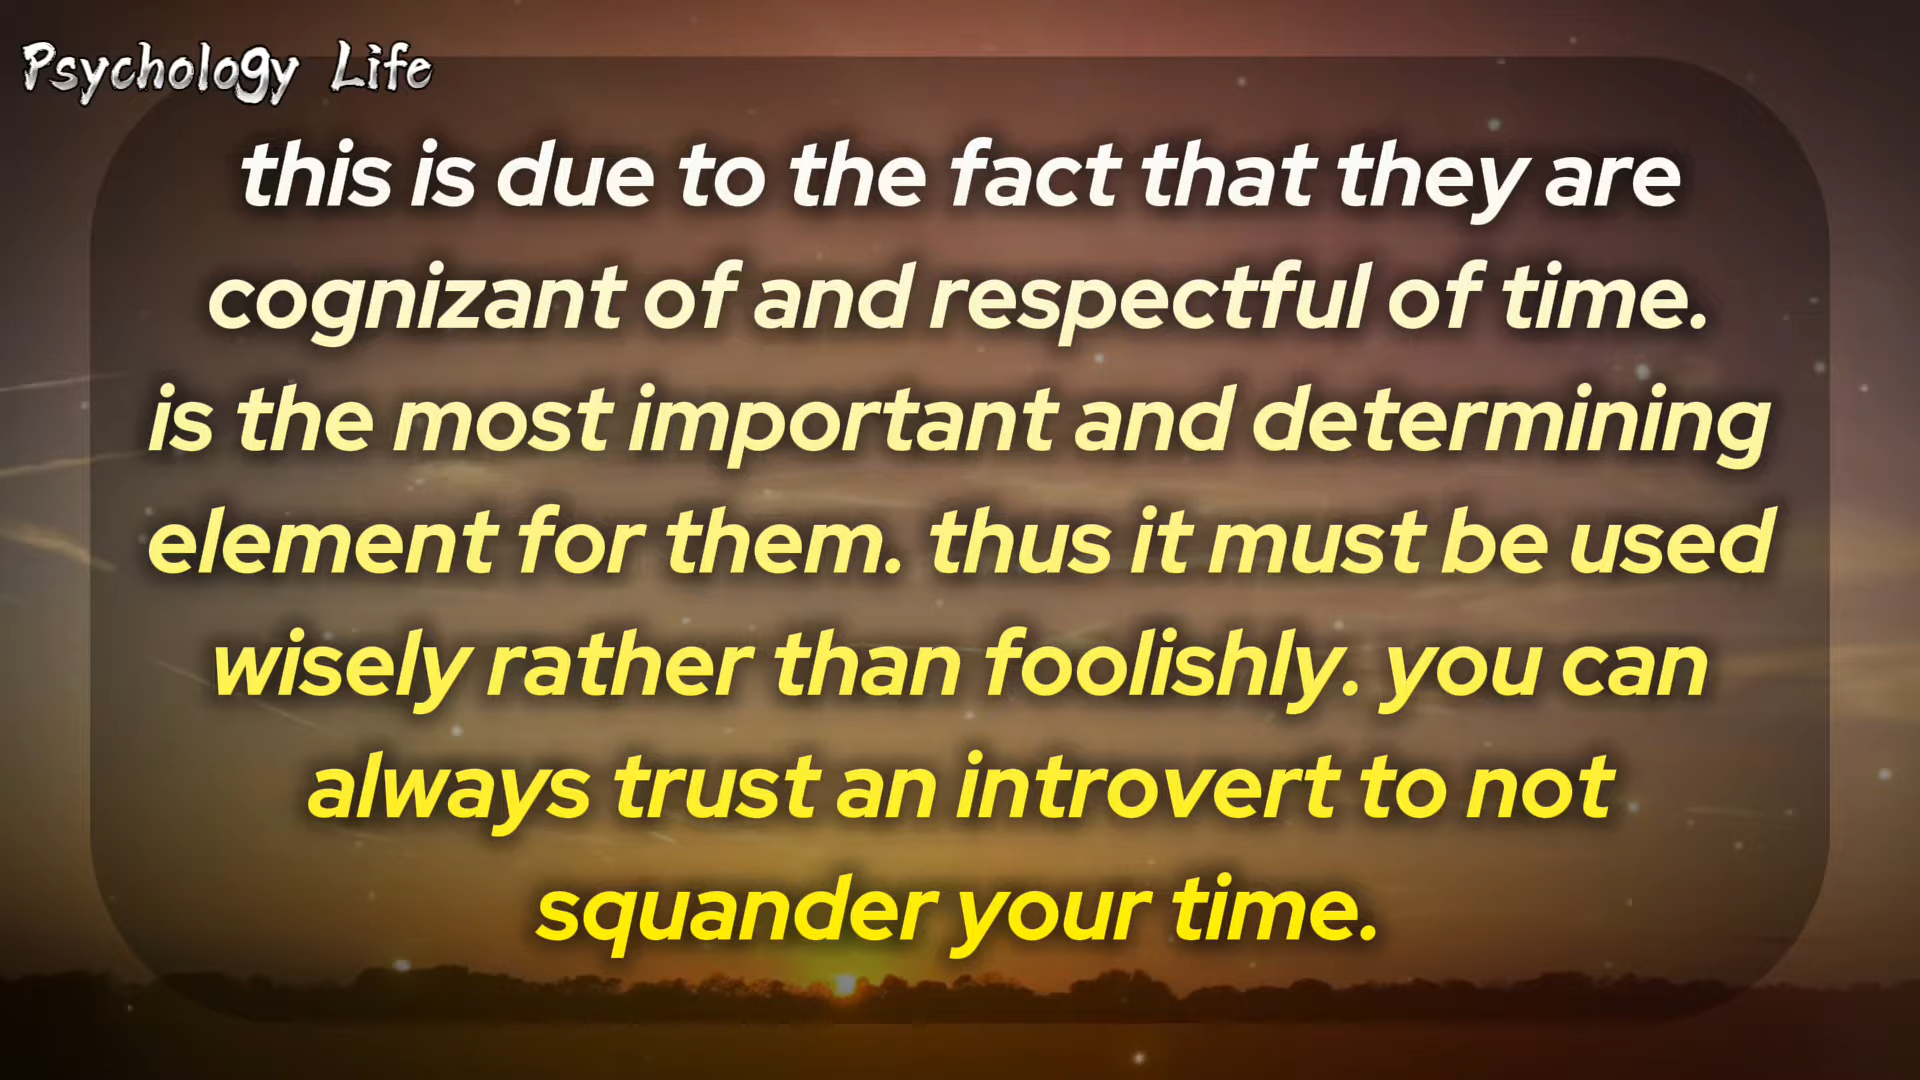 Psychology Life
this is due to the fact that they are
cognizant of and respectful of time.
is the most important and determining
element for them. thus it must be used
wisely rather than foolishly. you can
always trust an introvert to not
squander your time.